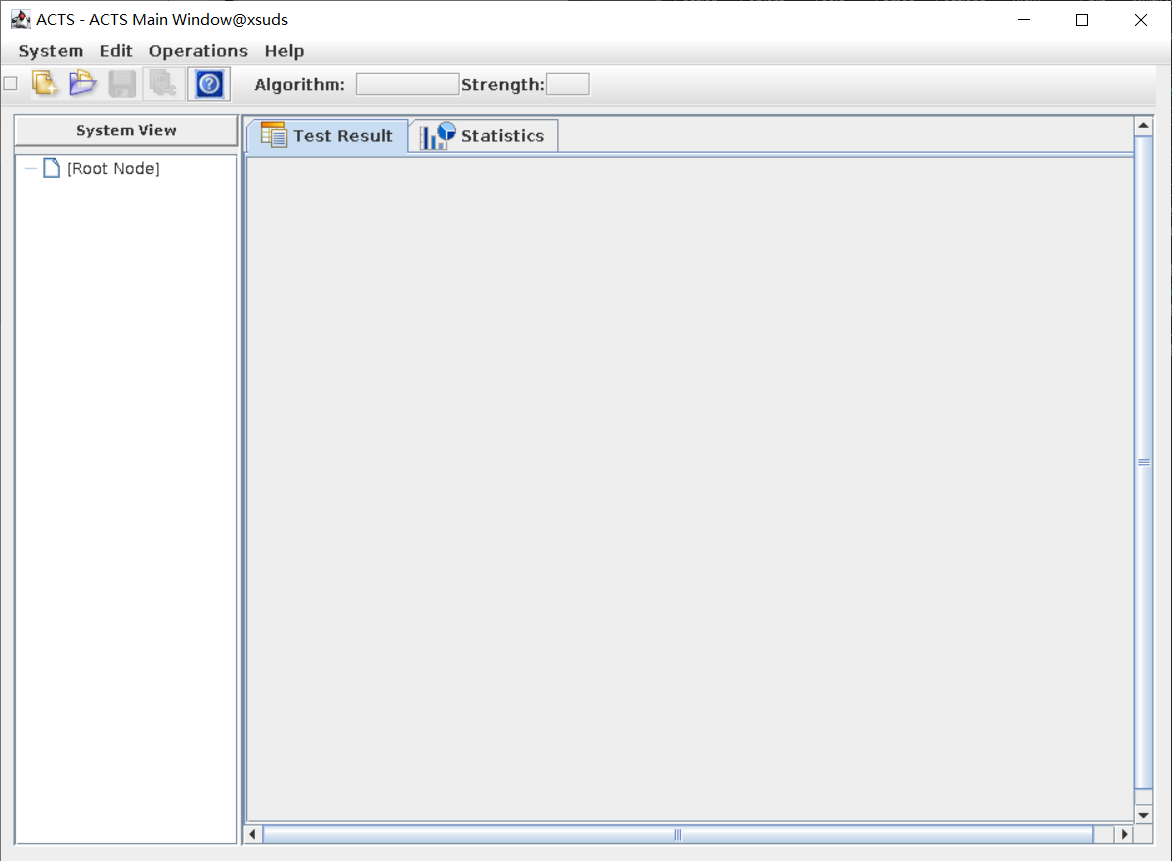 ACTS - ACTS Main Window@xsuds
System Edit Operations Help
Algorithm: Strength:
System View
Test Result Statistics
[Root Node]